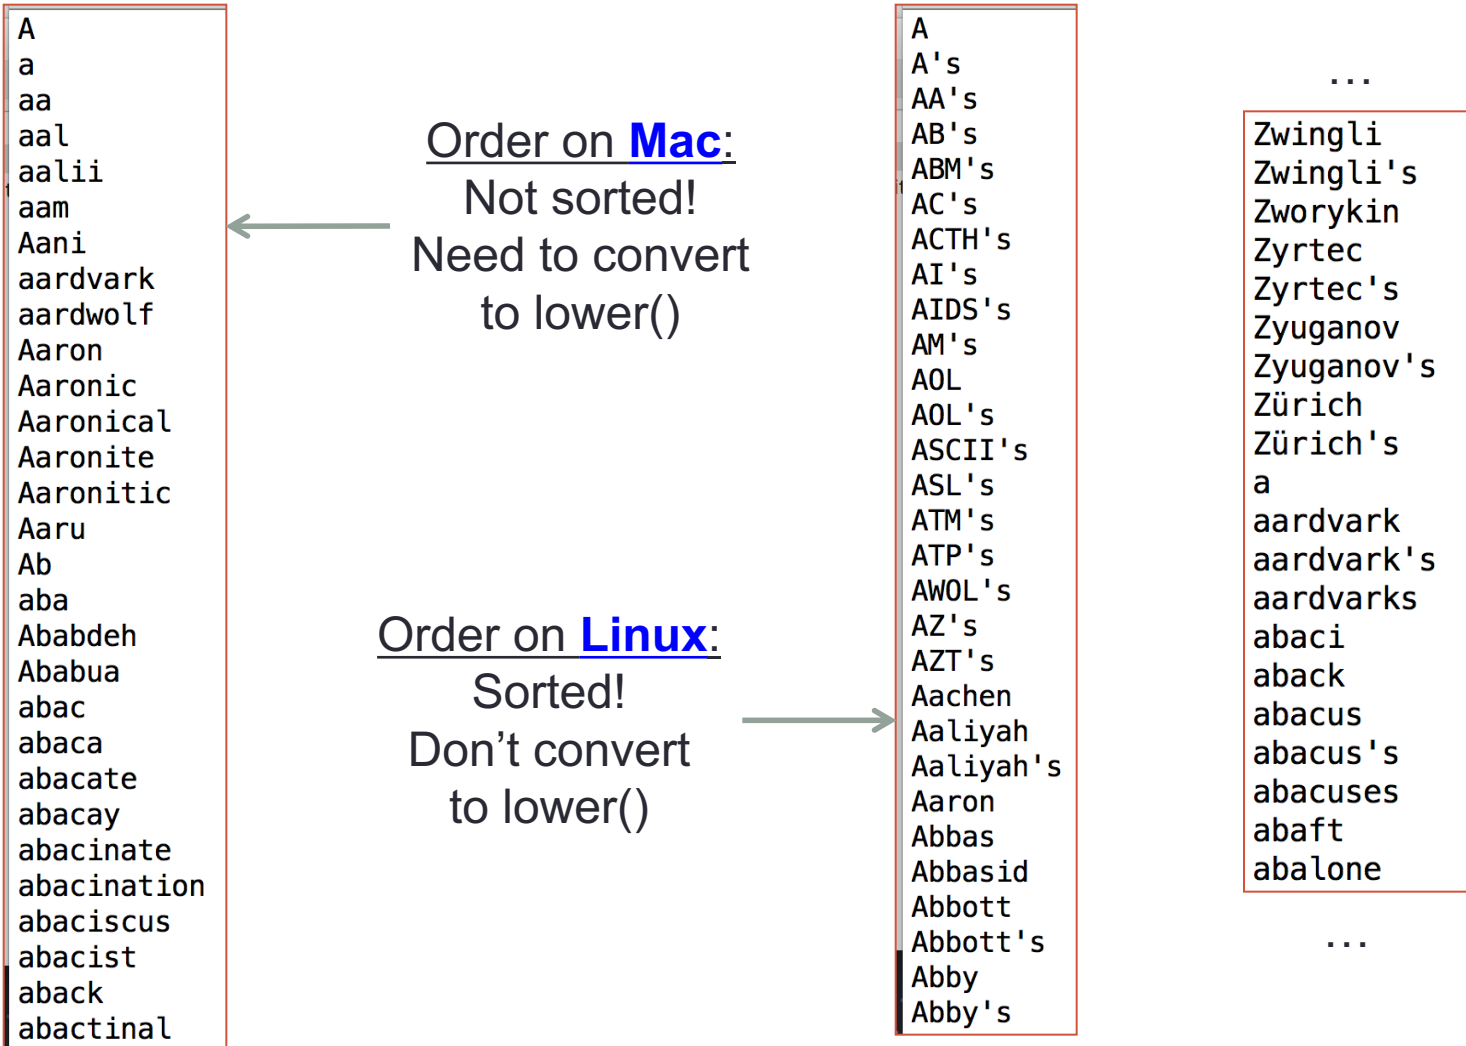 A
a
aa
aal
aalii
aam
Aani
aardvark
aardwolf
Aaron
Aaronic
Aaronical
Aaronite
Aaronitic
Aaru
Ab
aba
Ababdeh
Ababua
abac
abaca
abacate
abacay
abacinate
abacination
abaciscus
abacist
aback
abactinal
Order on Mac:
Not sorted!
Need to convert
to lower()
Order on Linux:
Sorted!
Don’t convert
to lower()
A
A's
AA's
AB's
ABM's
AC's
ACTH's
AI's
AIDS's
AM's
AOL
AOL's
ASCII's
ASL's
ATM's
ATP's
AWOL's
AZ's
AZT's
Aachen
Aaliyah
Aaliyah's
Aaron
Abbas
Abbasid
Abbott
Abbott's
Abby
Abby's
...
Zwingli
Zwingli's
Zworykin
Zyrtec
Zyrtec's
Zyuganov
Zyuganov's
Zürich
Zürich's
a
aardvark
aardvark's
aardvarks
abaci
aback
abacus
abacus's
abacuses
abaft
abalone
...